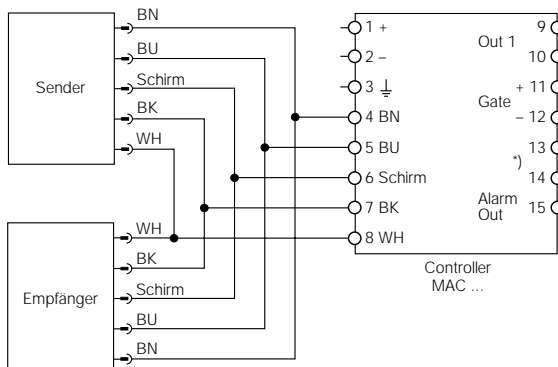 Sender
BN
BU
Schirm
BK
WH
Empfänger
WH
BK
Schirm
BU
BN
1 +
2 –
3
4 BN
5 BU
6 Schirm
7 BK
8 WH
Out 1
9
10
Gate
+ 11
– 12
13
*)
14
Alarm
Out
15
Controller
MAC ...